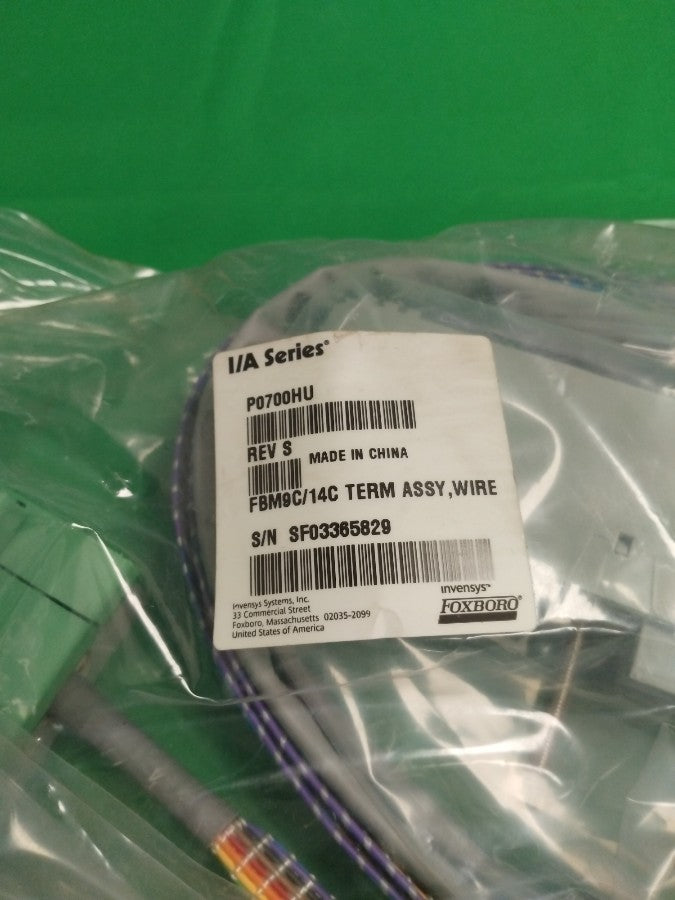 I/A Series®
P0700HU
REV S MADE IN CHINA
FBM9C/14C TERM ASSY,WIRE
S/N SF03365829
Invensys Systems, Inc.
33 Commercial Street
Foxboro, Massachusetts 02035-2099
United States of America
invensys™
FOXBORO®